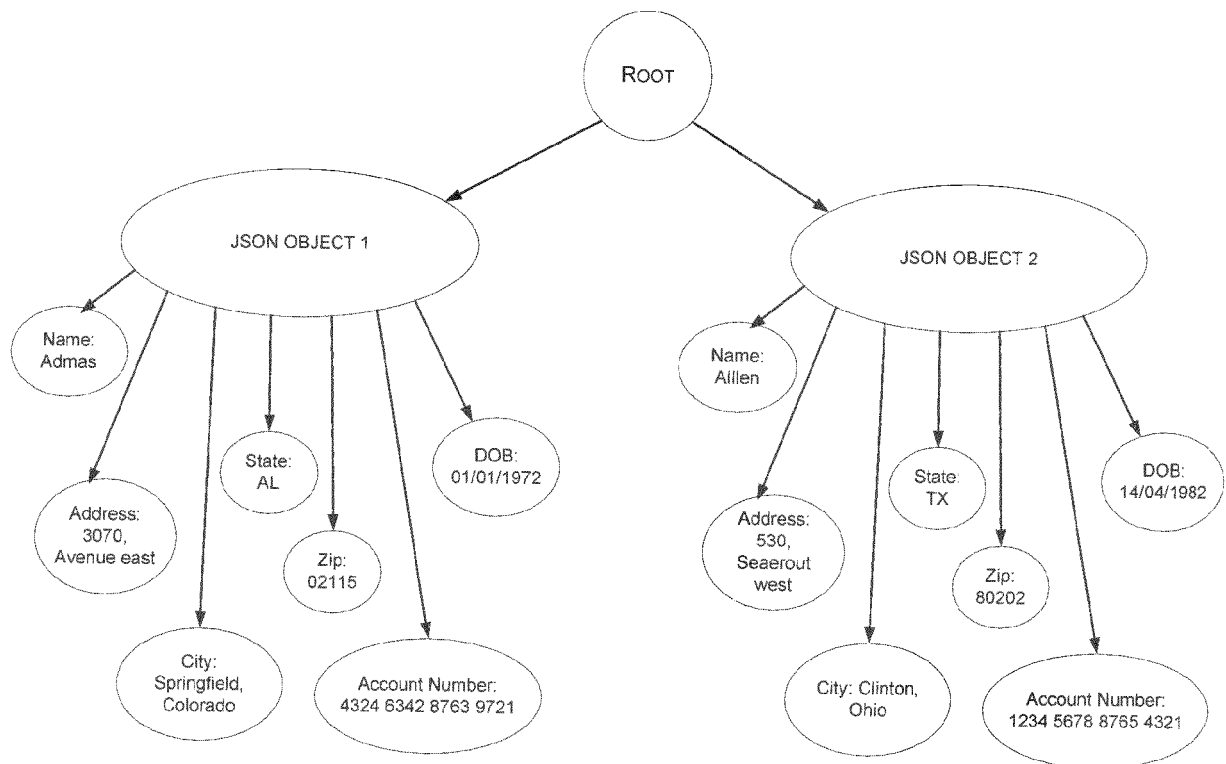 ROOT
JSON OBJECT 1
Name:
Admas
Address:
3070,
Avenue east
City:
Springfield,
Colorado
State:
AL
Zip:
02115
Account Number:
4324 6342 8763 9721
DOB:
01/01/1972
JSON OBJECT 2
Name:
Alllen
Address:
530,
Seaerout
west
City: Clinton,
Ohio
State:
TX
Zip:
80202
Account Number:
1234 5678 8765 4321
DOB:
14/04/1982